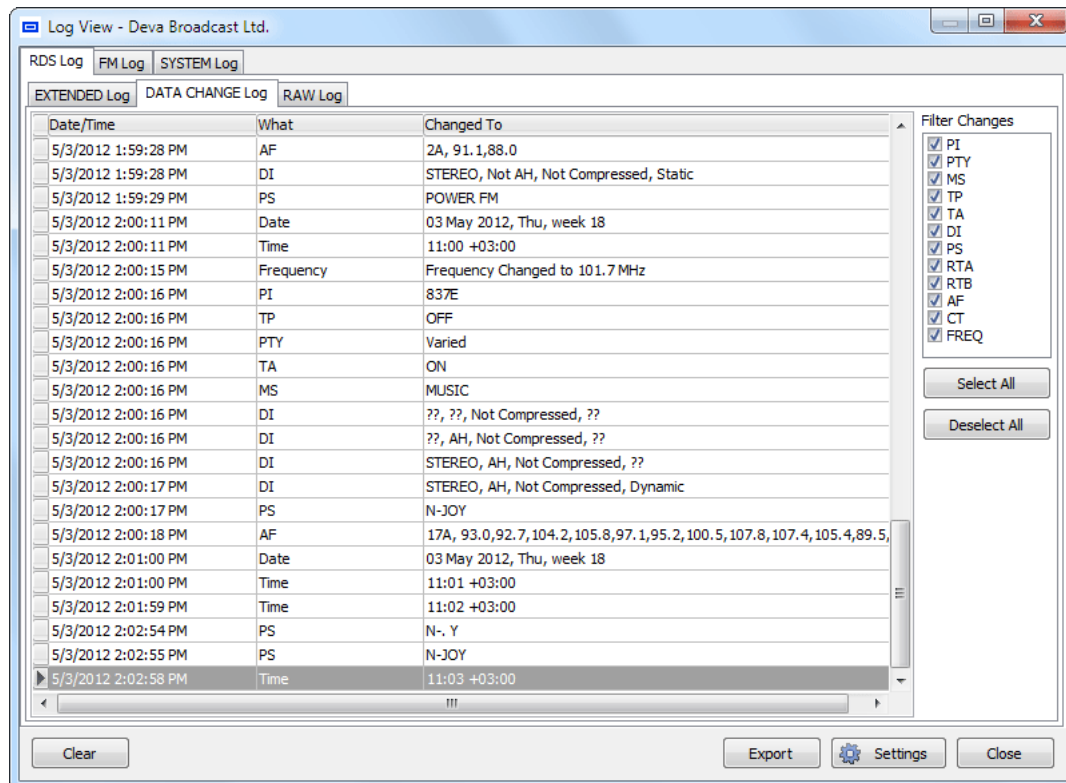 Log View - Deva Broadcast Ltd.
RDS Log FM Log SYSTEM Log
EXTENDED Log DATA CHANGE Log RAW Log
Date/Time What Changed To
5/3/2012 1:59:28 PM AF 2A, 91.1,88.0
5/3/2012 1:59:28 PM DI STEREO, Not AH, Not Compressed, Static
5/3/2012 1:59:29 PM PS POWER FM
5/3/2012 2:00:11 PM Date 03 May 2012, Thu, week 18
5/3/2012 2:00:11 PM Time 11:00 +03:00
5/3/2012 2:00:15 PM Frequency Frequency Changed to 101.7 MHz
5/3/2012 2:00:16 PM PI 837E
5/3/2012 2:00:16 PM TP OFF
5/3/2012 2:00:16 PM PTY Varied
5/3/2012 2:00:16 PM TA ON
5/3/2012 2:00:16 PM MS MUSIC
5/3/2012 2:00:16 PM DI ??, ??, Not Compressed, ??
5/3/2012 2:00:16 PM DI ??, AH, Not Compressed, ??
5/3/2012 2:00:16 PM DI STEREO, AH, Not Compressed, ??
5/3/2012 2:00:17 PM DI STEREO, AH, Not Compressed, Dynamic
5/3/2012 2:00:17 PM PS N-JOY
5/3/2012 2:00:18 PM AF 17A, 93.0,92.7,104.2,105.8,97.1,95.2,100.5,107.8,107.4,105.4,89.5,
5/3/2012 2:01:00 PM Date 03 May 2012, Thu, week 18
5/3/2012 2:01:00 PM Time 11:01 +03:00
5/3/2012 2:01:59 PM Time 11:02 +03:00
5/3/2012 2:02:54 PM PS N-. Y
5/3/2012 2:02:55 PM PS N-JOY
5/3/2012 2:02:58 PM Time 11:03 +03:00
Filter Changes
PI
PTY
MS
TP
TA
DI
PS
RTA
RTB
AF
CT
FREQ
Select All
Deselect All
Clear Export Settings Close